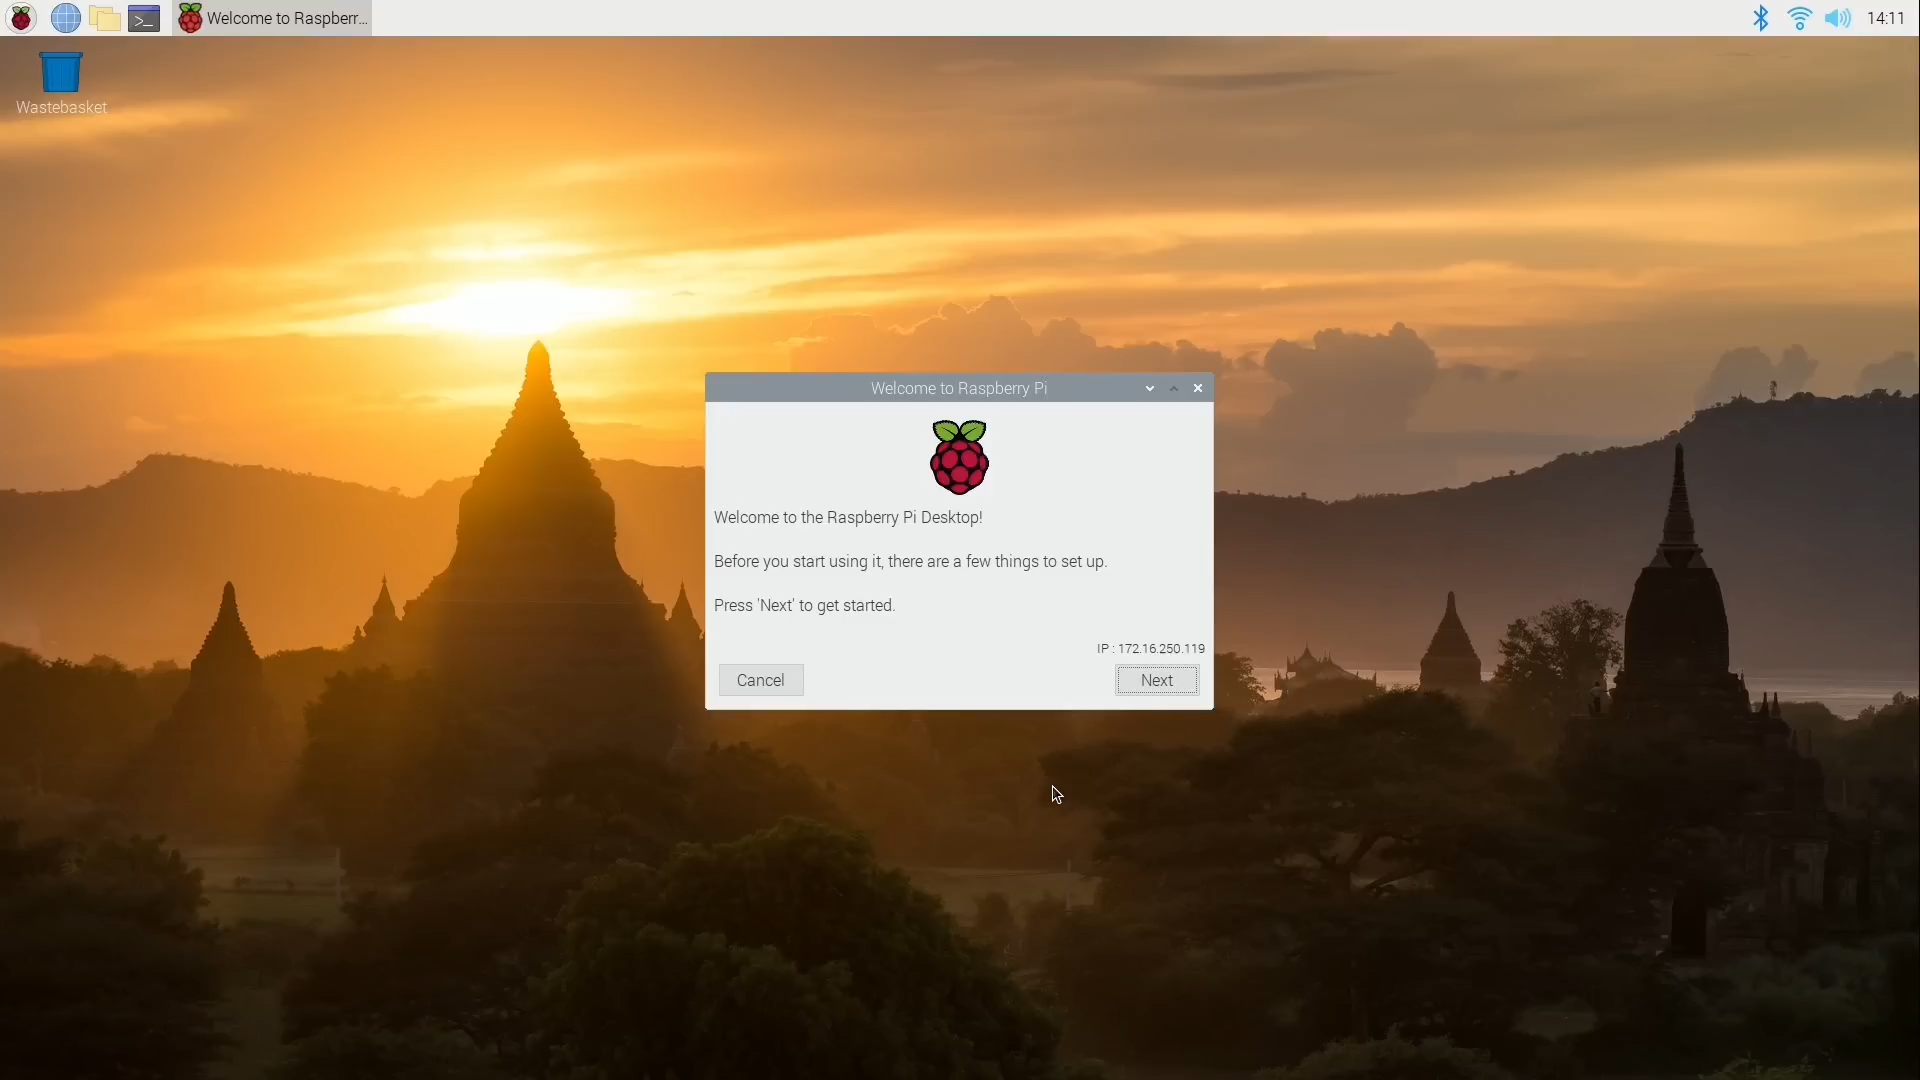 Welcome to Raspberr...
14:11
Wastebasket
Welcome to Raspberry Pi
Welcome to the Raspberry Pi Desktop!
Before you start using it, there are a few things to set up.
Press 'Next' to get started.
IP : 172.16.250.119
Cancel
Next